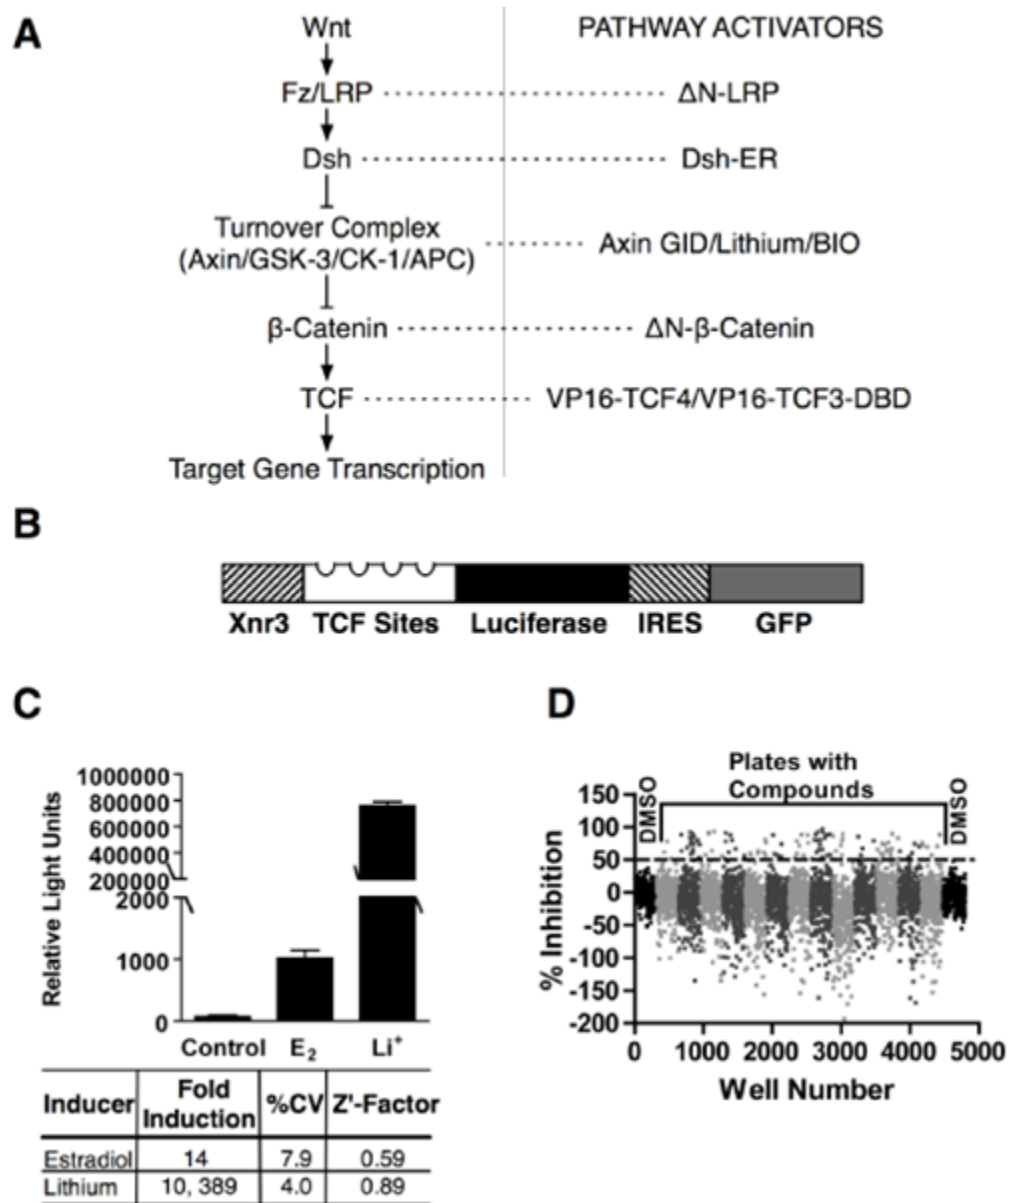 A
Wnt
PATHWAY ACTIVATORS
Fz/LRP
ΔN-LRP
Dsh
Dsh-ER
Turnover Complex
(Axin/GSK-3/CK-1/APC)
Axin GID/Lithium/BIO
β-Catenin
ΔN-β-Catenin
TCF
VP16-TCF4/VP16-TCF3-DBD
Target Gene Transcription
B
Xnr3 TCF Sites Luciferase IRES GFP
C
Relative Light Units
1000000
800000
600000
400000
200000
2000
1000
0
Control E₂ Li⁺
Inducer Fold Induction %CV Z'-Factor
Estradiol 14 7.9 0.59
Lithium 10, 389 4.0 0.89
D
Plates with
Compounds
DMSO
DMSO
% Inhibition
150
100
50
0
-50
-100
-150
-200
0 1000 2000 3000 4000 5000
Well Number